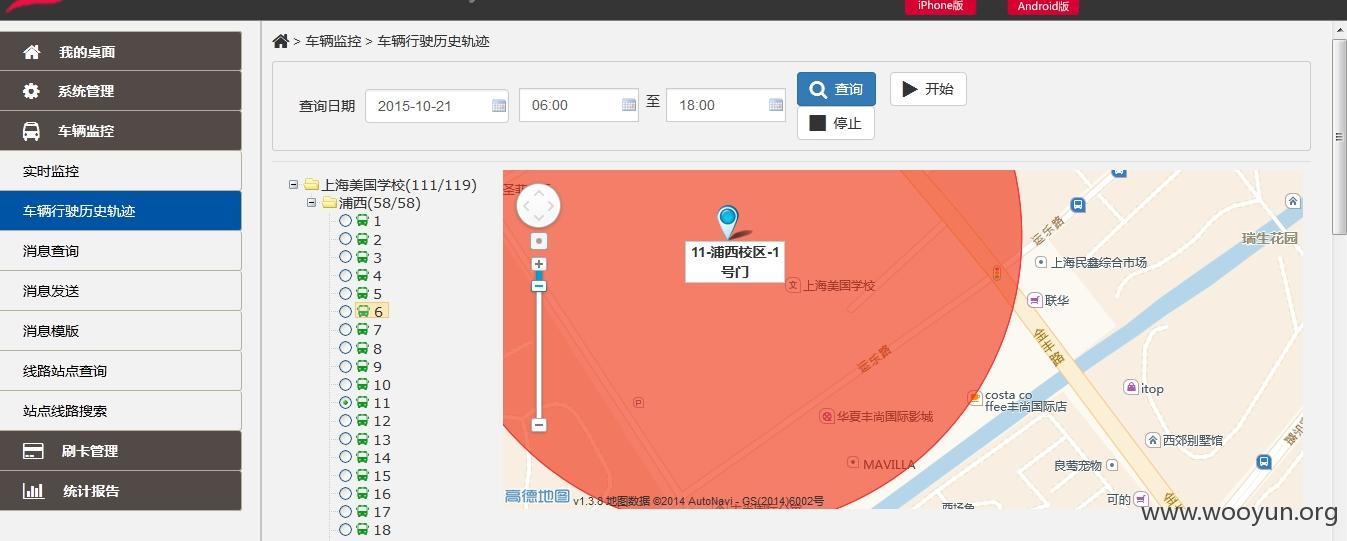 iPhone版
Android版
我的桌面
系统管理
车辆监控
实时监控
车辆行驶历史轨迹
消息查询
消息发送
消息模版
线路站点查询
站点线路搜索
刷卡管理
统计报告
> 车辆监控 > 车辆行驶历史轨迹
查询日期
2015-10-21
06:00
至
18:00
查询
开始
停止
上海美国学校(111/119)
浦西(58/58)
1
2
3
4
5
6
7
8
9
10
11
12
13
14
15
16
17
18
11-浦西校区-1
号门
上海美国学校
运乐路
瑞生花园
上海民鑫综合市场
联华
金丰路
运乐路
itop
costa co
ffee丰尚国际店
华夏丰尚国际影城
西郊别墅馆
P
MAVILLA
良莺宠物
可的
金
高德地图
v1.3.8 地图数据 ©2014 AutoNavi - GS(2014)6002号
www.wooyun.org